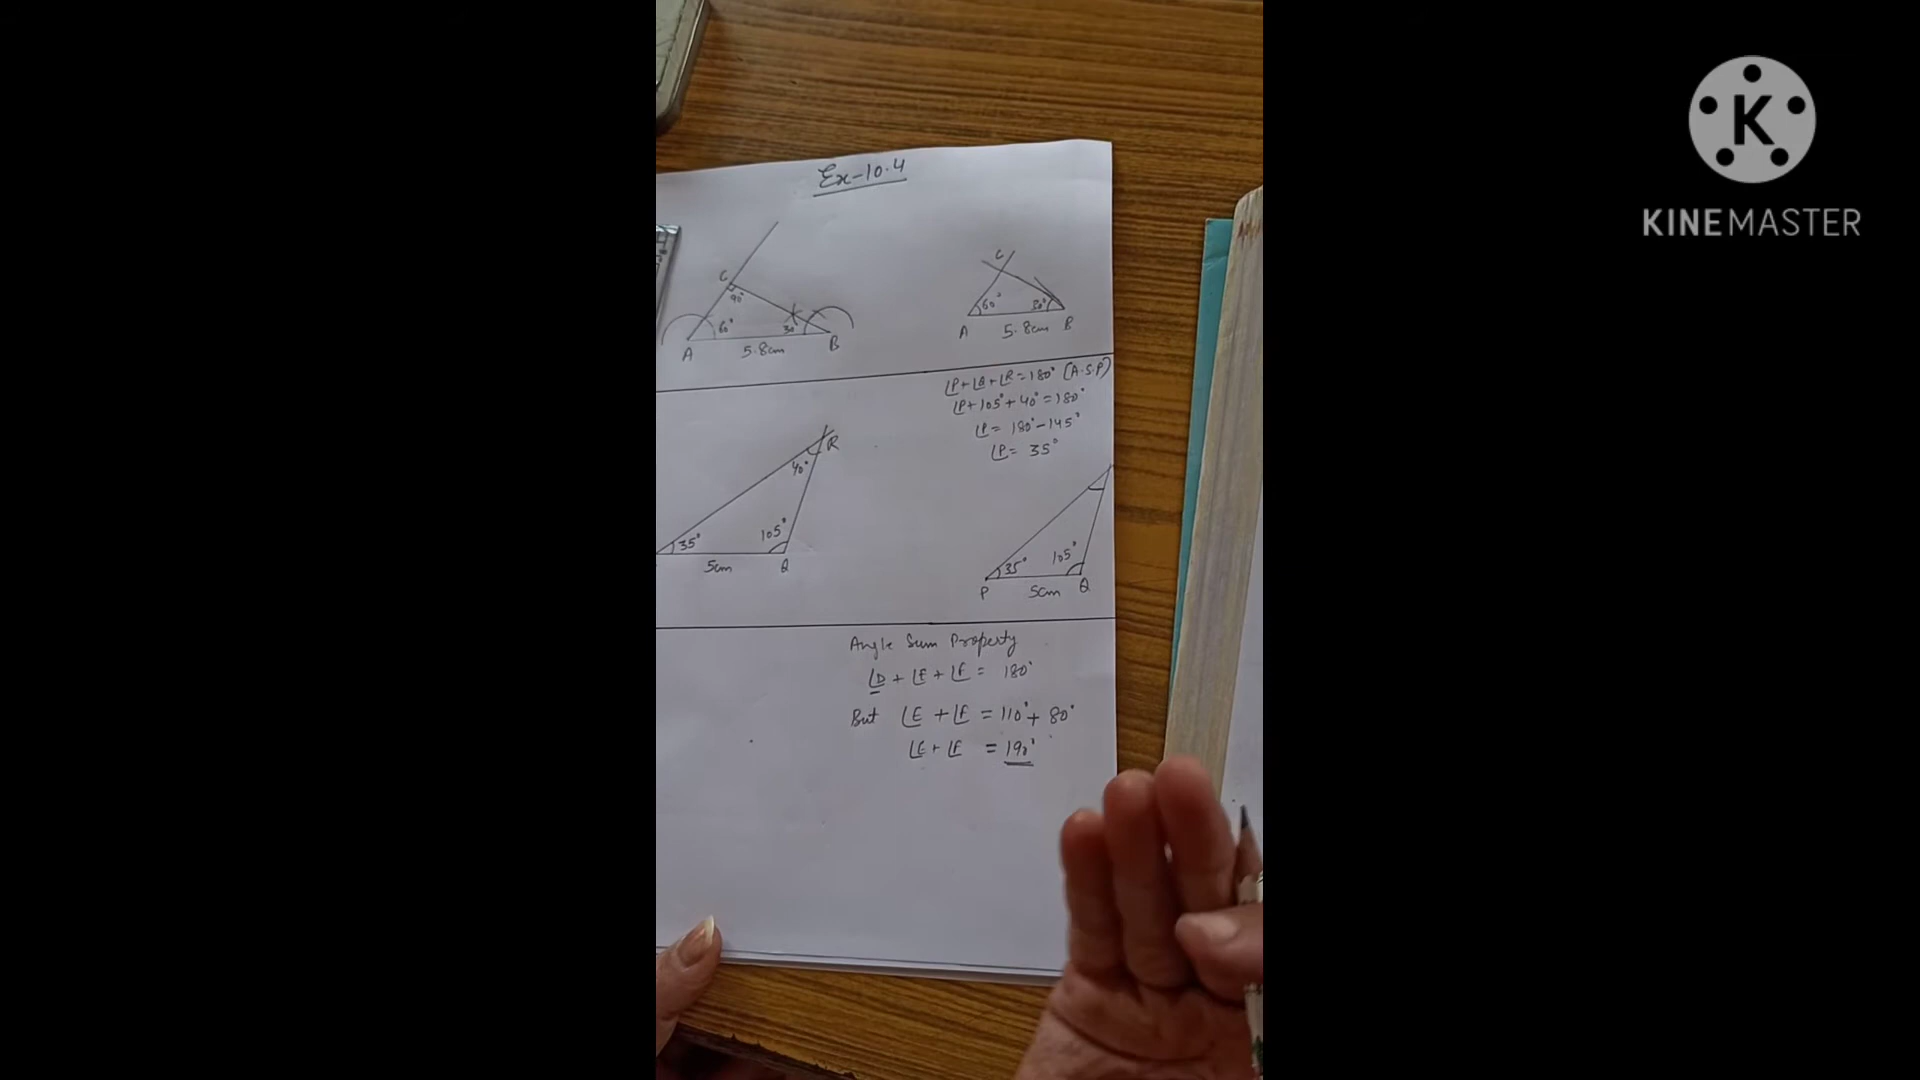 KINEMASTER
Ex-10.4
C
90°
60°
30°
A
5.8cm
B
C
60°
30°
A
5.8cm
B
∠P+∠Q+∠R=180° (A.S.P)
∠P+105°+40°=180°
∠P= 180°-145°
∠P= 35°
R
40°
35°
105°
5cm
Q
35°
105°
P
5cm
Q
Angle Sum Property
∠D + ∠E + ∠F = 180°
But ∠E + ∠F = 110° + 80°
∠E + ∠F = 190°